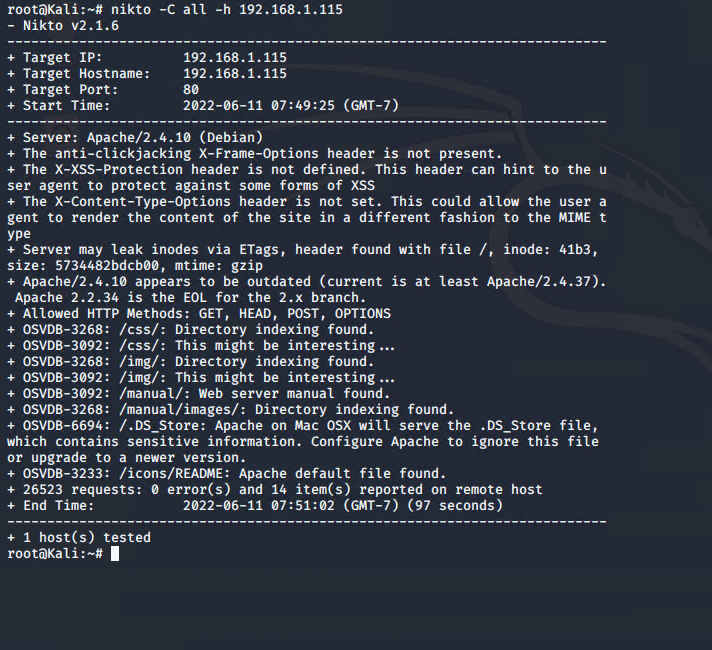 root@Kali:~# nikto -C all -h 192.168.1.115
- Nikto v2.1.6
---------------------------------------------------------------------------
+ Target IP:          192.168.1.115
+ Target Hostname:    192.168.1.115
+ Target Port:        80
+ Start Time:         2022-06-11 07:49:25 (GMT-7)
---------------------------------------------------------------------------
+ Server: Apache/2.4.10 (Debian)
+ The anti-clickjacking X-Frame-Options header is not present.
+ The X-XSS-Protection header is not defined. This header can hint to the u
ser agent to protect against some forms of XSS
+ The X-Content-Type-Options header is not set. This could allow the user a
gent to render the content of the site in a different fashion to the MIME t
ype
+ Server may leak inodes via ETags, header found with file /, inode: 41b3,
size: 5734482bdcb00, mtime: gzip
+ Apache/2.4.10 appears to be outdated (current is at least Apache/2.4.37).
 Apache 2.2.34 is the EOL for the 2.x branch.
+ Allowed HTTP Methods: GET, HEAD, POST, OPTIONS
+ OSVDB-3268: /css/: Directory indexing found.
+ OSVDB-3092: /css/: This might be interesting...
+ OSVDB-3268: /img/: Directory indexing found.
+ OSVDB-3092: /img/: This might be interesting...
+ OSVDB-3092: /manual/: Web server manual found.
+ OSVDB-3268: /manual/images/: Directory indexing found.
+ OSVDB-6694: /.DS_Store: Apache on Mac OSX will serve the .DS_Store file,
which contains sensitive information. Configure Apache to ignore this file
or upgrade to a newer version.
+ OSVDB-3233: /icons/README: Apache default file found.
+ 26523 requests: 0 error(s) and 14 item(s) reported on remote host
+ End Time:           2022-06-11 07:51:02 (GMT-7) (97 seconds)
---------------------------------------------------------------------------
+ 1 host(s) tested
root@Kali:~#